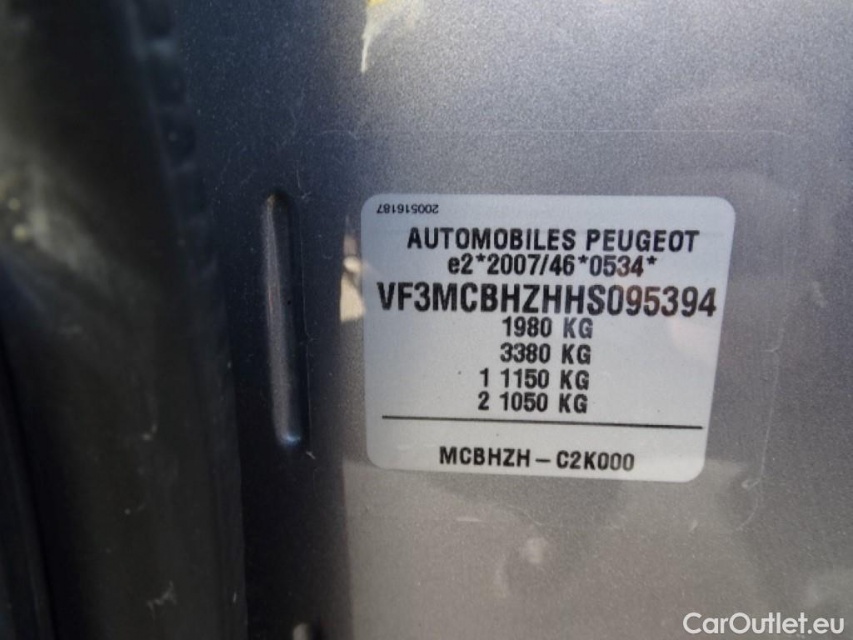 200516187
AUTOMOBILES PEUGEOT
e2*2007/46*0534*
VF3MCBHZHHS095394
1980 KG
3380 KG
1 1150 KG
2 1050 KG
MCBHZH – C2K000
CarOutlet.eu